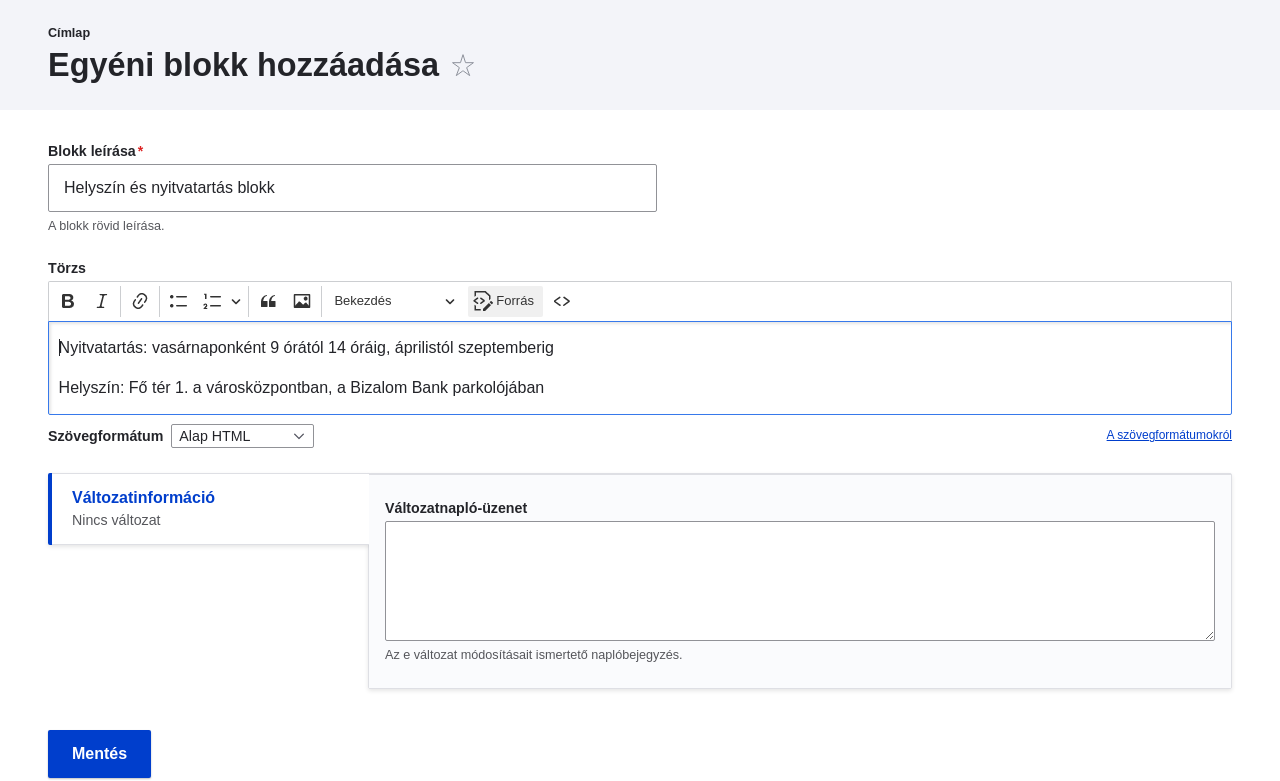 Címlap
Egyéni blokk hozzáadása
Blokk leírása*
Helyszín és nyitvatartás blokk
A blokk rövid leírása.
Törzs
B I Bekezdés Forrás
Nyitvatartás: vasárnaponként 9 órától 14 óráig, áprilistól szeptemberig
Helyszín: Fő tér 1. a városközpontban, a Bizalom Bank parkolójában
Szövegformátum Alap HTML A szövegformátumokról
Változatinformáció
Nincs változat
Változatnapló-üzenet
Az e változat módosításait ismertető naplóbejegyzés.
Mentés